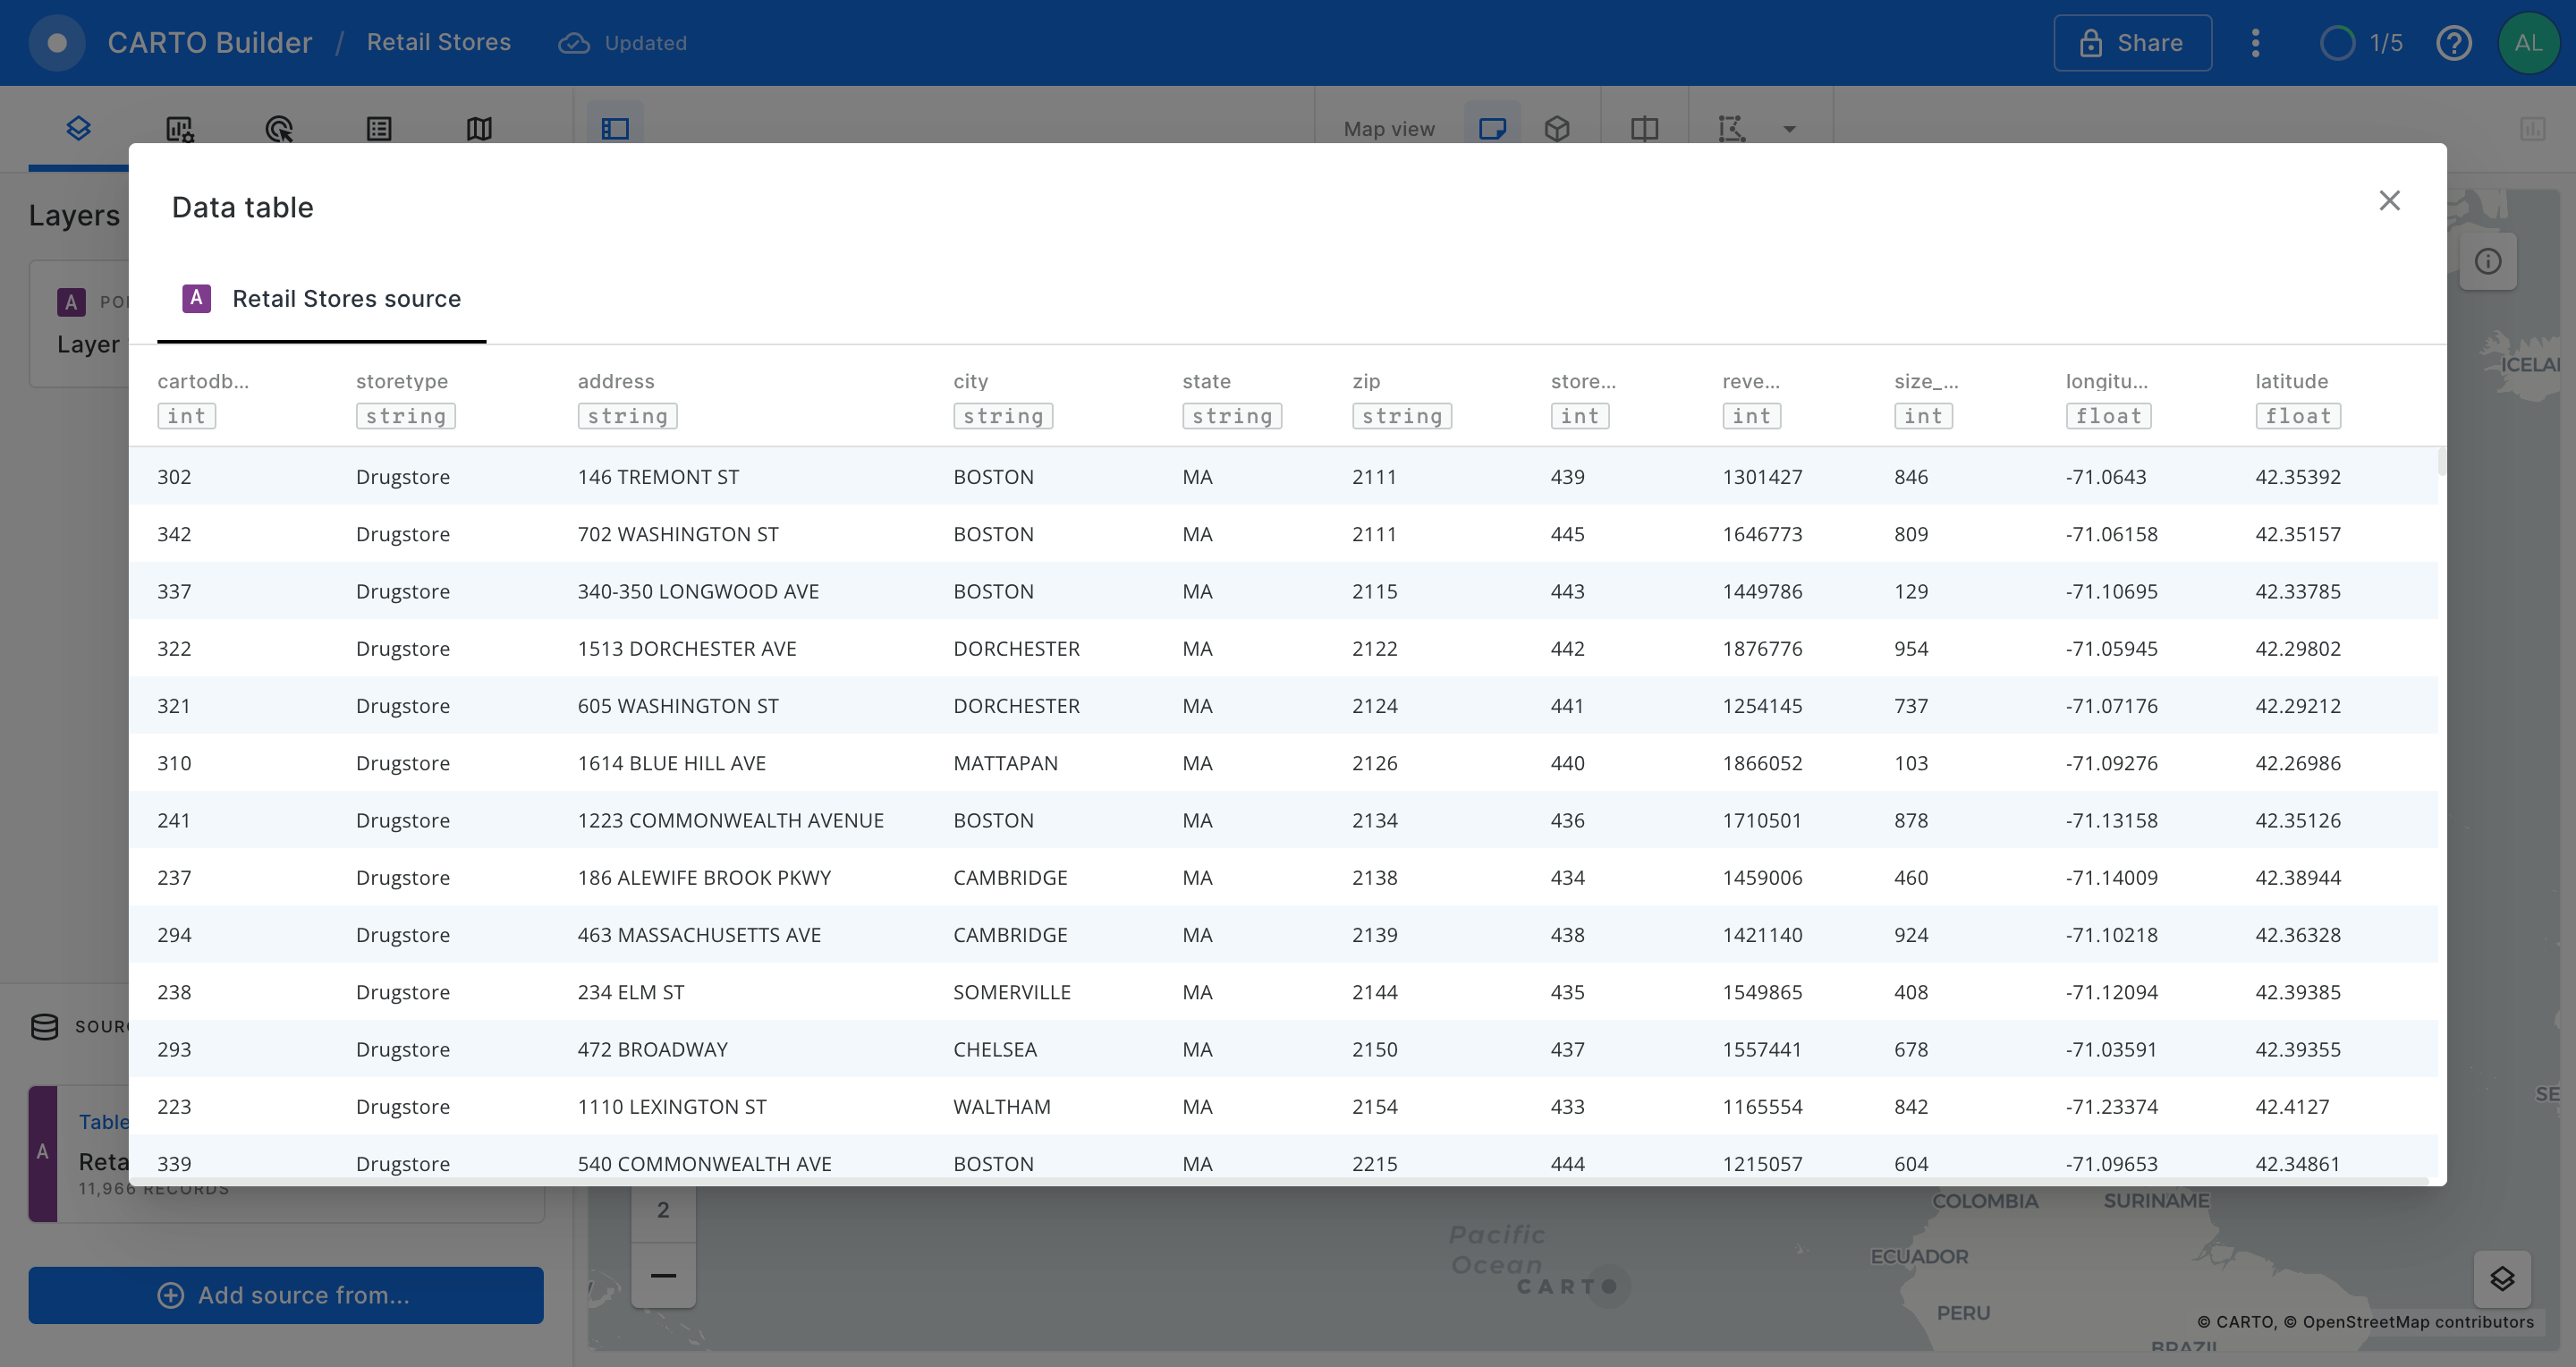 CARTO Builder / Retail Stores Updated Share 1/5 AL
Map view
Layers
Data table
A Retail Stores source
A
Layer
cartodb... storetype address city state zip store... reve... size_... longitu... latitude
int string string string string string int int int float float
302 Drugstore 146 TREMONT ST BOSTON MA 2111 439 1301427 846 -71.0643 42.35392
342 Drugstore 702 WASHINGTON ST BOSTON MA 2111 445 1646773 809 -71.06158 42.35157
337 Drugstore 340-350 LONGWOOD AVE BOSTON MA 2115 443 1449786 129 -71.10695 42.33785
322 Drugstore 1513 DORCHESTER AVE DORCHESTER MA 2122 442 1876776 954 -71.05945 42.29802
321 Drugstore 605 WASHINGTON ST DORCHESTER MA 2124 441 1254145 737 -71.07176 42.29212
310 Drugstore 1614 BLUE HILL AVE MATTAPAN MA 2126 440 1866052 103 -71.09276 42.26986
241 Drugstore 1223 COMMONWEALTH AVENUE BOSTON MA 2134 436 1710501 878 -71.13158 42.35126
237 Drugstore 186 ALEWIFE BROOK PKWY CAMBRIDGE MA 2138 434 1459006 460 -71.14009 42.38944
294 Drugstore 463 MASSACHUSETTS AVE CAMBRIDGE MA 2139 438 1421140 924 -71.10218 42.36328
238 Drugstore 234 ELM ST SOMERVILLE MA 2144 435 1549865 408 -71.12094 42.39385
293 Drugstore 472 BROADWAY CHELSEA MA 2150 437 1557441 678 -71.03591 42.39355
223 Drugstore 1110 LEXINGTON ST WALTHAM MA 2154 433 1165554 842 -71.23374 42.4127
339 Drugstore 540 COMMONWEALTH AVE BOSTON MA 2215 444 1215057 604 -71.09653 42.34861
Table
A
11,966 RECORDS
Add source from...
2
Pacific
Ocean
CARTO
COLOMBIA
SURINAME
ECUADOR
PERU
BRAZIL
© CARTO, © OpenStreetMap contributors